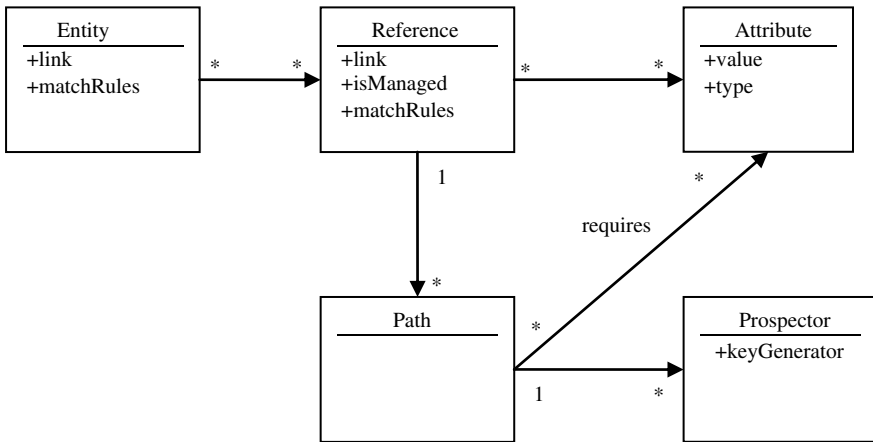 Entity
+link
+matchRules
*
*
Reference
+link
+isManaged
+matchRules
*
*
Attribute
+value
+type
1
*
*
requires
*
Path
1
*
Prospector
+keyGenerator